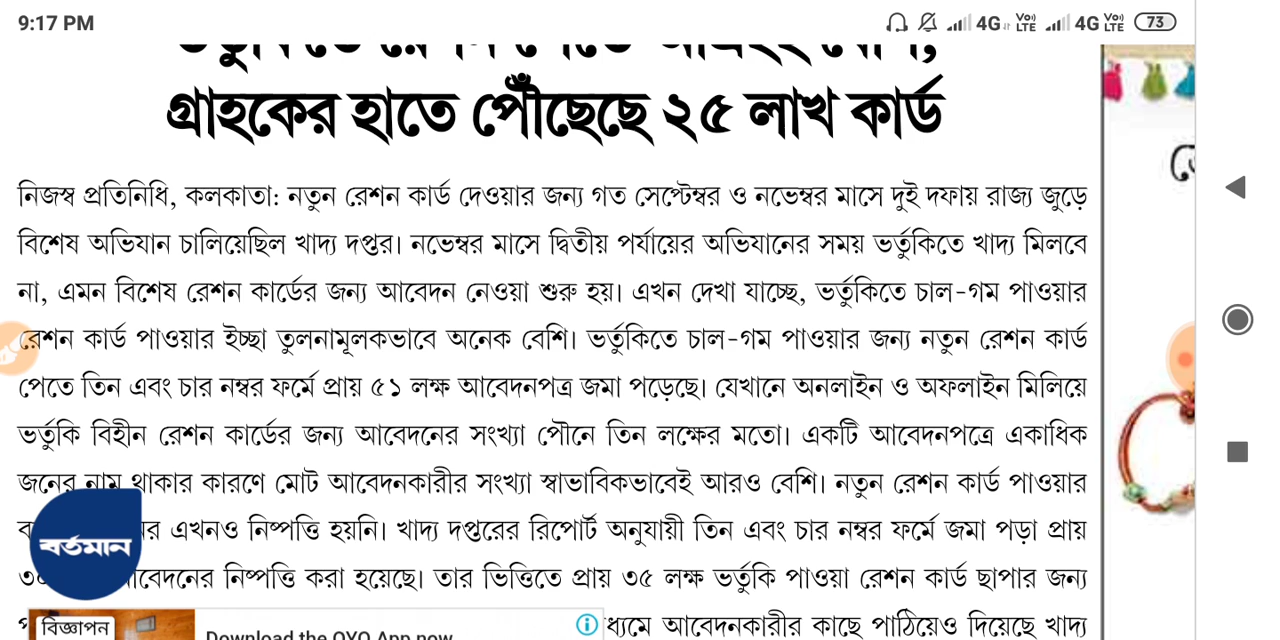 9:17 PM 4G VoLTE 4G VoLTE 73
গ্রাহকের হাতে পৌঁছেছে ২৫ লাখ কার্ড
নিজস্ব প্রতিনিধি, কলকাতা: নতুন রেশন কার্ড দেওয়ার জন্য গত সেপ্টেম্বর ও নভেম্বর মাসে দুই দফায় রাজ্য জুড়ে
বিশেষ অভিযান চালিয়েছিল খাদ্য দপ্তর। নভেম্বর মাসে দ্বিতীয় পর্যায়ের অভিযানের সময় ভর্তুকিতে খাদ্য মিলবে
না, এমন বিশেষ রেশন কার্ডের জন্য আবেদন নেওয়া শুরু হয়। এখন দেখা যাচ্ছে, ভর্তুকিতে চাল-গম পাওয়ার
রেশন কার্ড পাওয়ার ইচ্ছা তুলনামূলকভাবে অনেক বেশি। ভর্তুকিতে চাল-গম পাওয়ার জন্য নতুন রেশন কার্ড
পেতে তিন এবং চার নম্বর ফর্মে প্রায় ৫১ লক্ষ আবেদনপত্র জমা পড়েছে। যেখানে অনলাইন ও অফলাইন মিলিয়ে
ভর্তুকি বিহীন রেশন কার্ডের জন্য আবেদনের সংখ্যা পৌনে তিন লক্ষের মতো। একটি আবেদনপত্রে একাধিক
জনের নাম থাকার কারণে মোট আবেদনকারীর সংখ্যা স্বাভাবিকভাবেই আরও বেশি। নতুন রেশন কার্ড পাওয়ার
এখনও নিষ্পত্তি হয়নি। খাদ্য দপ্তরের রিপোর্ট অনুযায়ী তিন এবং চার নম্বর ফর্মে জমা পড়া প্রায়
বর্তমান
নিষ্পত্তি করা হয়েছে। তার ভিত্তিতে প্রায় ৩৫ লক্ষ ভর্তুকি পাওয়া রেশন কার্ড ছাপার জন্য
আবেদনকারীর কাছে পাঠিয়েও দিয়েছে খাদ্য
বিজ্ঞাপন
Download the OYO App now